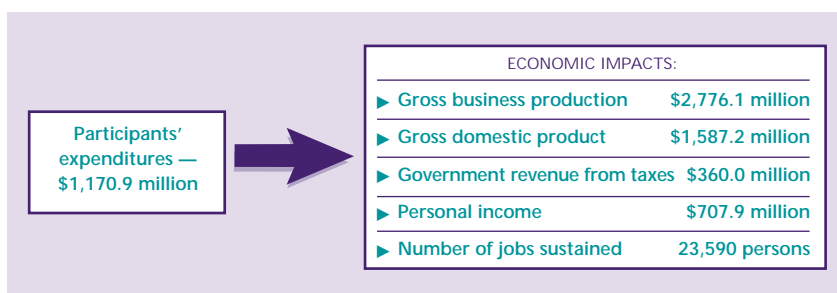 Participants'
expenditures —
$1,170.9 million
ECONOMIC IMPACTS:
▶ Gross business production $2,776.1 million
▶ Gross domestic product $1,587.2 million
▶ Government revenue from taxes $360.0 million
▶ Personal income $707.9 million
▶ Number of jobs sustained 23,590 persons